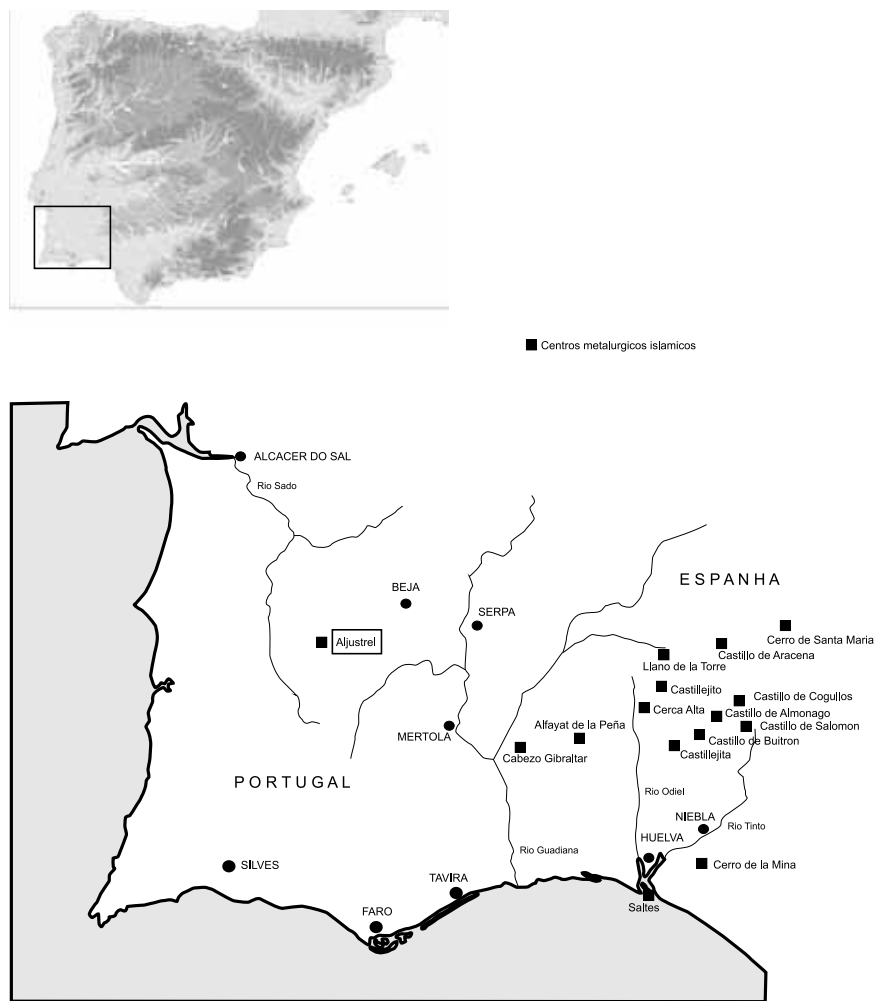 Centros metalurgicos islamicos
ALCACER DO SAL
Rio Sado
ESPANHA
BEJA
SERPA
Aljustrel
Cerro de Santa Maria
Castillo de Aracena
Llano de la Torre
Castillejito
Castillo de Cogullos
Cerca Alta
Castillo de Almonago
Castillo de Salomon
Alfayat de la Peña
MERTOLA
Castillo de Buitron
Castillejita
Cabezo Gibraltar
PORTUGAL
Rio Odiel
NIEBLA
Rio Tinto
HUELVA
Rio Guadiana
SILVES
Cerro de la Mina
TAVIRA
Saltes
FARO